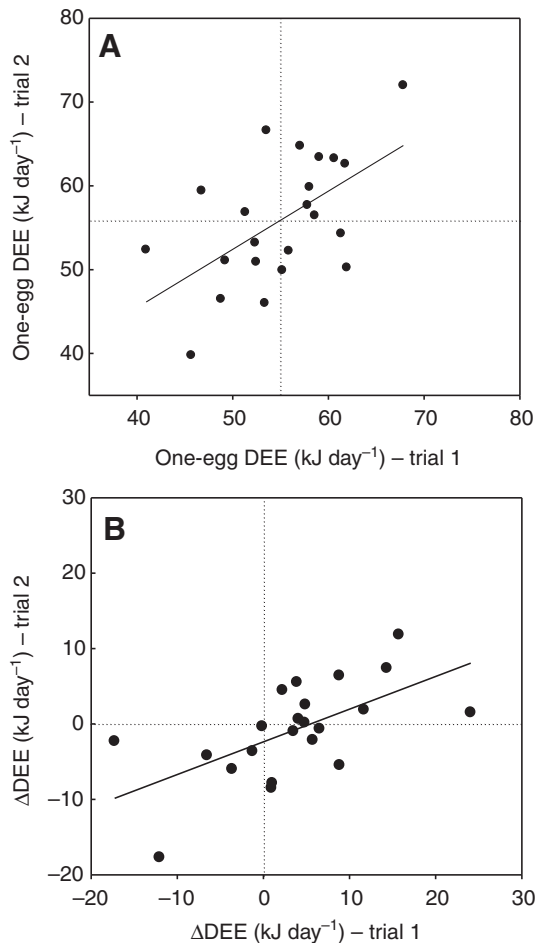 A
80
70
60
50
40
One-egg DEE (kJ day⁻¹) – trial 2
40 50 60 70 80
One-egg DEE (kJ day⁻¹) – trial 1
B
30
20
10
0
–10
–20
ΔDEE (kJ day⁻¹) – trial 2
–20 –10 0 10 20 30
ΔDEE (kJ day⁻¹) – trial 1